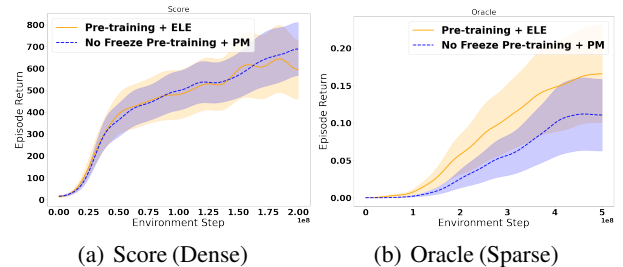 Score
Pre-training + ELE
No Freeze Pre-training + PM
Episode Return
800
700
600
500
400
300
200
100
0
0.00 0.25 0.50 0.75 1.00 1.25 1.50 1.75 2.00
1e8
Environment Step
(a) Score (Dense)
Oracle
Pre-training + ELE
No Freeze Pre-training + PM
Episode Return
0.20
0.15
0.10
0.05
0.00
0 1 2 3 4 5
1e8
Environment Step
(b) Oracle (Sparse)